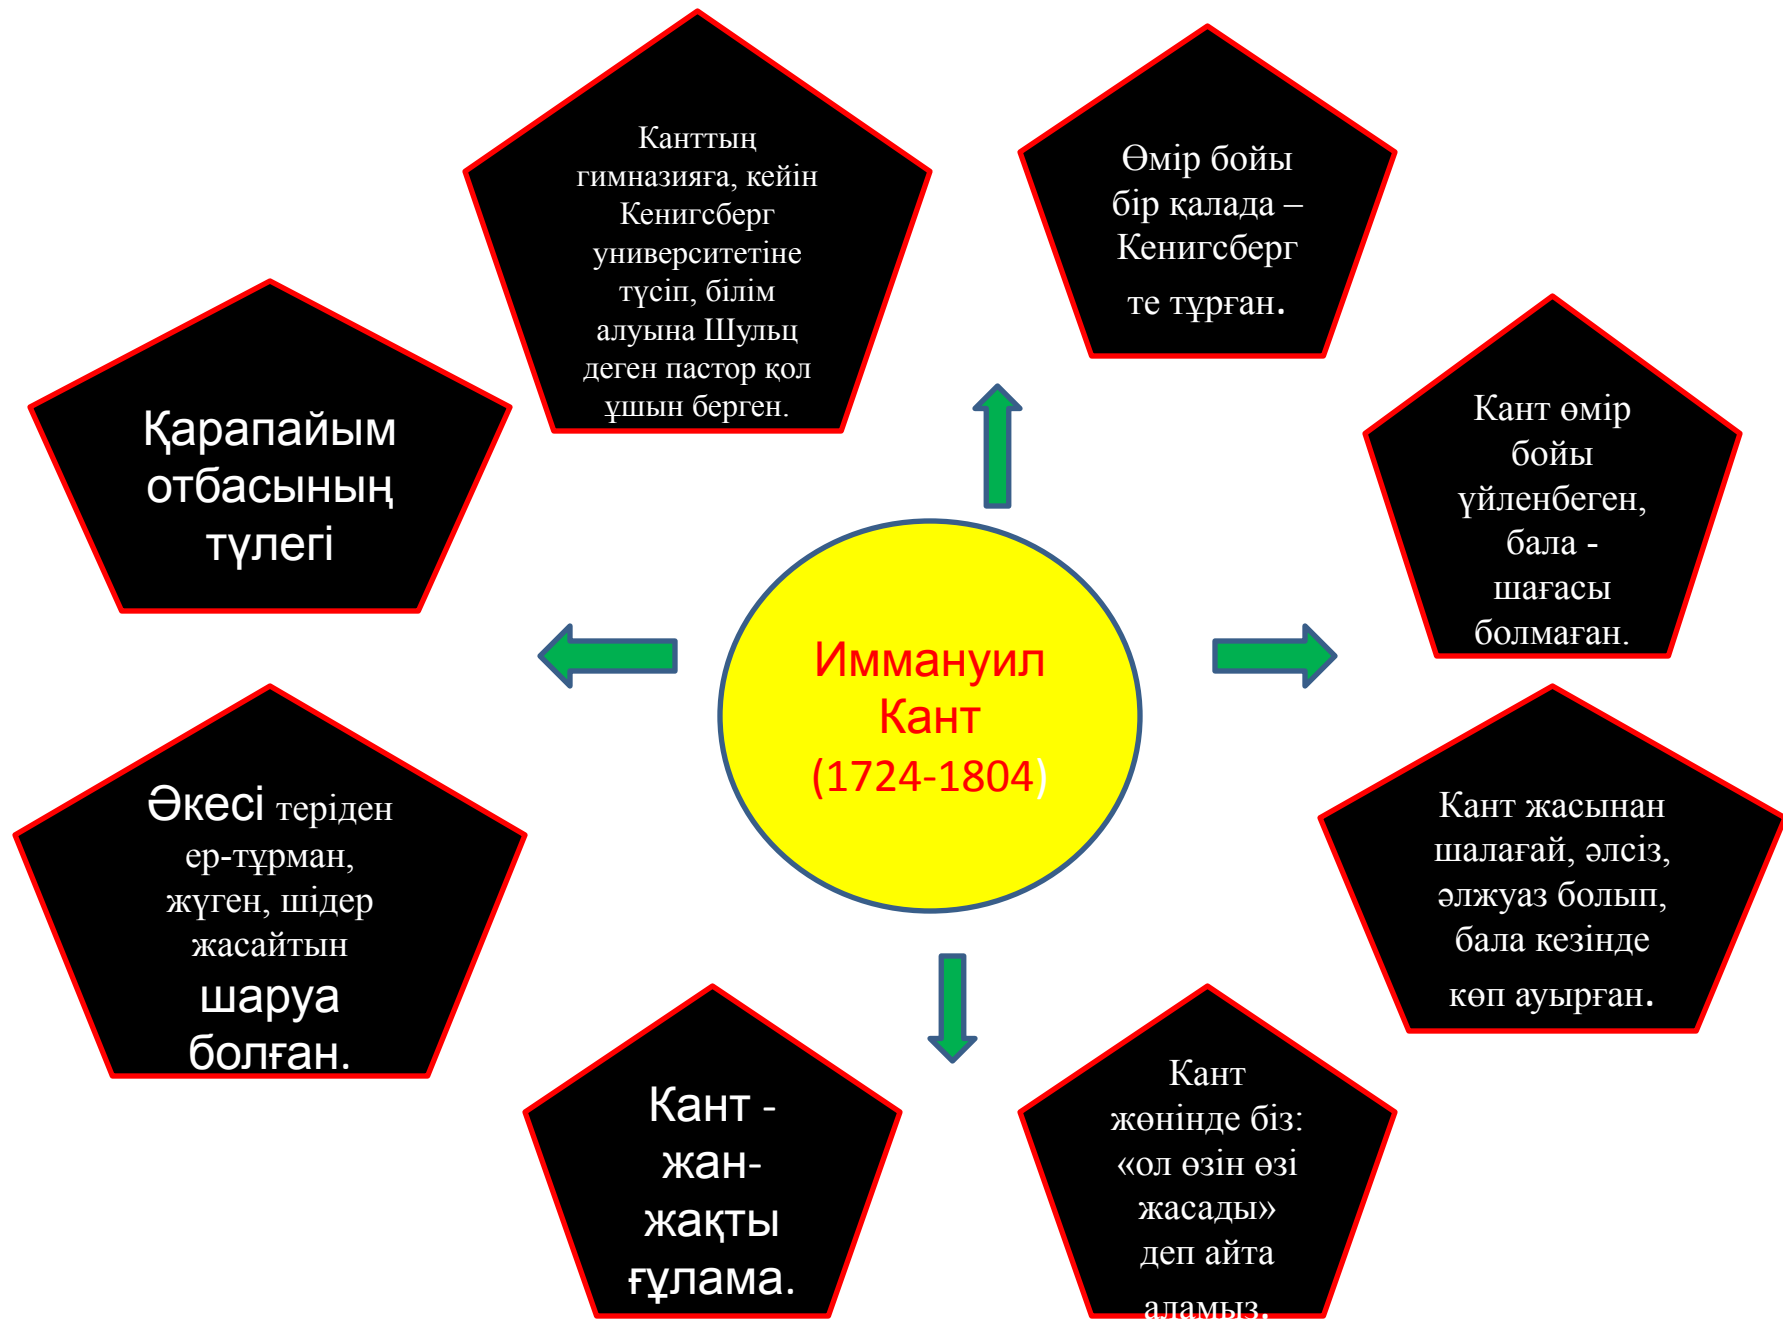 Канттың
гимназияға, кейін
Кенигсберг
университетіне
түсіп, білім
алуына Шульц
деген пастор қол
ұшын берген.
Өмір бойы
бір қалада –
Кенигсберг
те тұрған.
Қарапайым
отбасының
түлегі
Кант өмір
бойы
үйленбеген,
бала -
шағасы
болмаған.
Иммануил
Кант
(1724-1804)
Әкесі теріден
ер-тұрман,
жүген, шідер
жасайтын
шаруа
болған.
Кант жасынан
шалағай, әлсіз,
әлжуаз болып,
бала кезінде
көп ауырған.
Кант -
жан-
жақты
ғұлама.
Кант
жөнінде біз:
«ол өзін өзі
жасады»
деп айта
аламыз.